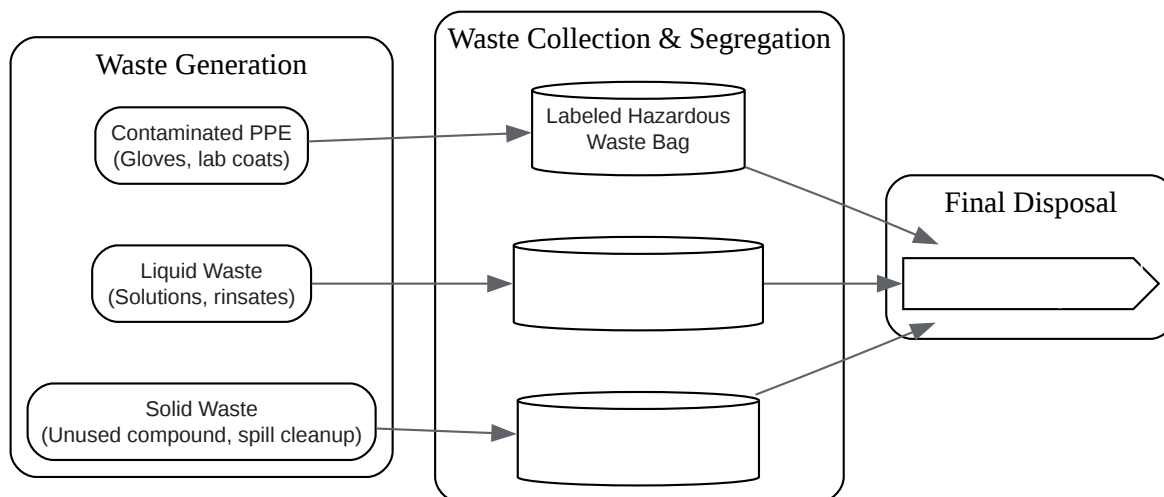 Waste Generation
Contaminated PPE
(Gloves, lab coats)
Liquid Waste
(Solutions, rinsates)
Solid Waste
(Unused compound, spill cleanup)
Waste Collection & Segregation
Labeled Hazardous
Waste Bag
Final Disposal